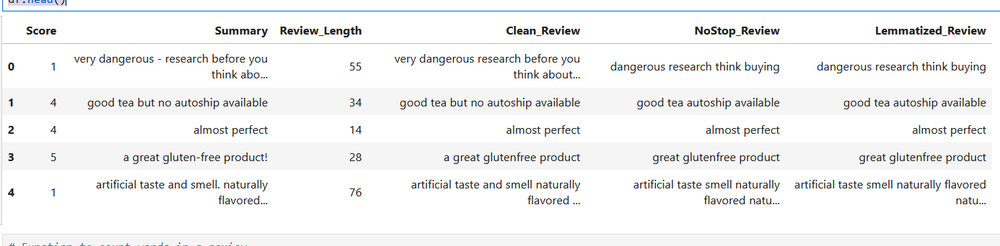 df.head()
Score Summary Review_Length Clean_Review NoStop_Review Lemmatized_Review
0 1 very dangerous - research before you think abo... 55 very dangerous research before you think about... dangerous research think buying dangerous research think buying
1 4 good tea but no autoship available 34 good tea but no autoship available good tea autoship available good tea autoship available
2 4 almost perfect 14 almost perfect almost perfect almost perfect
3 5 a great gluten-free product! 28 a great glutenfree product great glutenfree product great glutenfree product
4 1 artificial taste and smell. naturally flavored... 76 artificial taste and smell naturally flavored ... artificial taste smell naturally flavored natu... artificial taste smell naturally flavored natu...
# Function to count words in a review